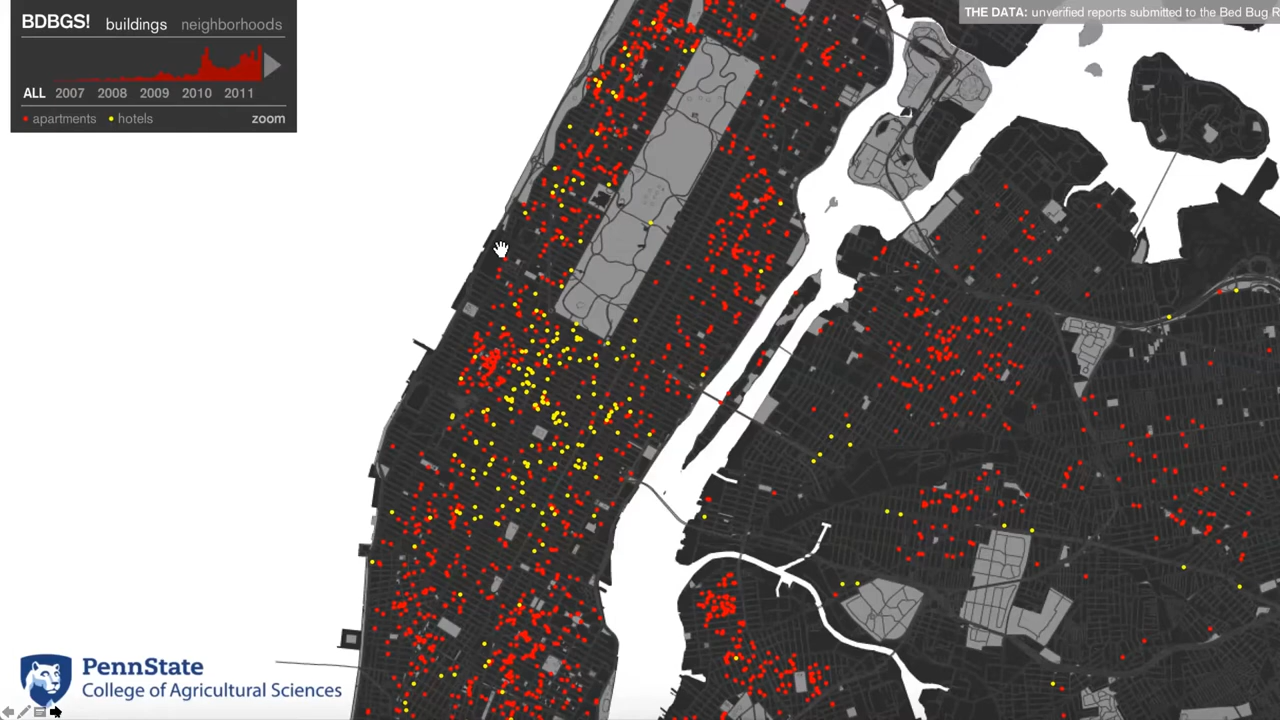 BDBGS! buildings neighborhoods
ALL 2007 2008 2009 2010 2011
apartments hotels zoom
THE DATA: unverified reports submitted to the Bed Bug R
PennState
College of Agricultural Sciences